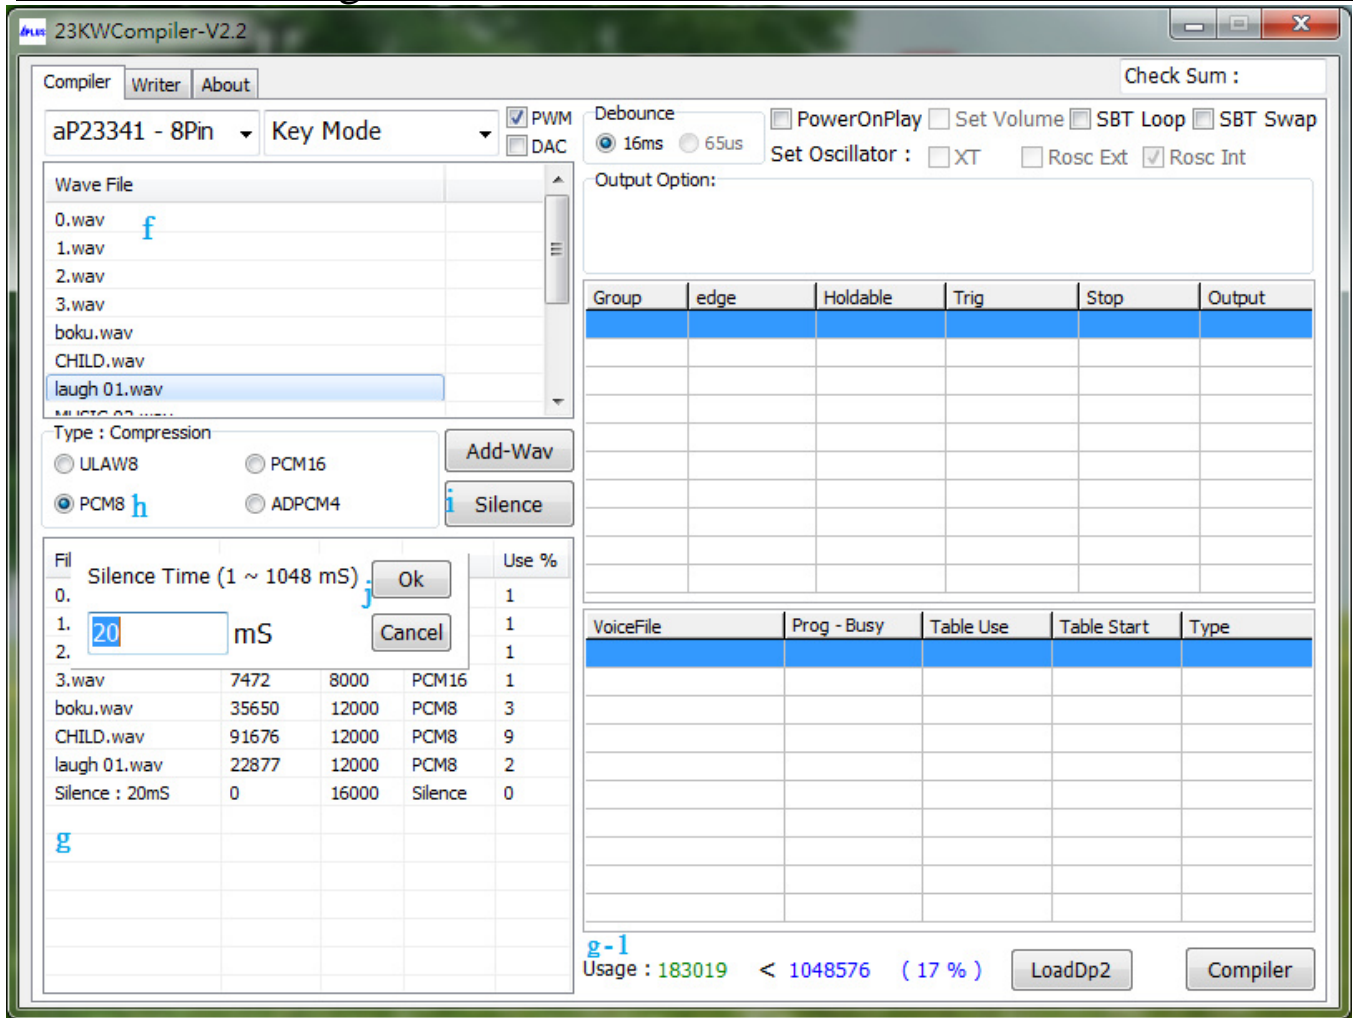 APLUS 23KWCompiler-V2.2
Compiler Writer About
Check Sum :
aP23341 - 8Pin Key Mode
PWM
DAC
Debounce
16ms 65us
PowerOnPlay Set Volume SBT Loop SBT Swap
Set Oscillator : XT Rosc Ext Rosc Int
Wave File
0.wav
f
1.wav
2.wav
3.wav
boku.wav
CHILD.wav
laugh 01.wav
Output Option:
Group edge Holdable Trig Stop Output
Type : Compression
ULAW8 PCM16
PCM8 h ADPCM4
Add-Wav
i Silence
Fil Use %
Silence Time (1 ~ 1048 mS) j Ok
20 mS Cancel
0. 1
1. 1
2. 1
3.wav 7472 8000 PCM16 1
boku.wav 35650 12000 PCM8 3
CHILD.wav 91676 12000 PCM8 9
laugh 01.wav 22877 12000 PCM8 2
Silence : 20mS 0 16000 Silence 0
g
VoiceFile Prog - Busy Table Use Table Start Type
g-1
Usage : 183019 < 1048576 ( 17 % ) LoadDp2 Compiler